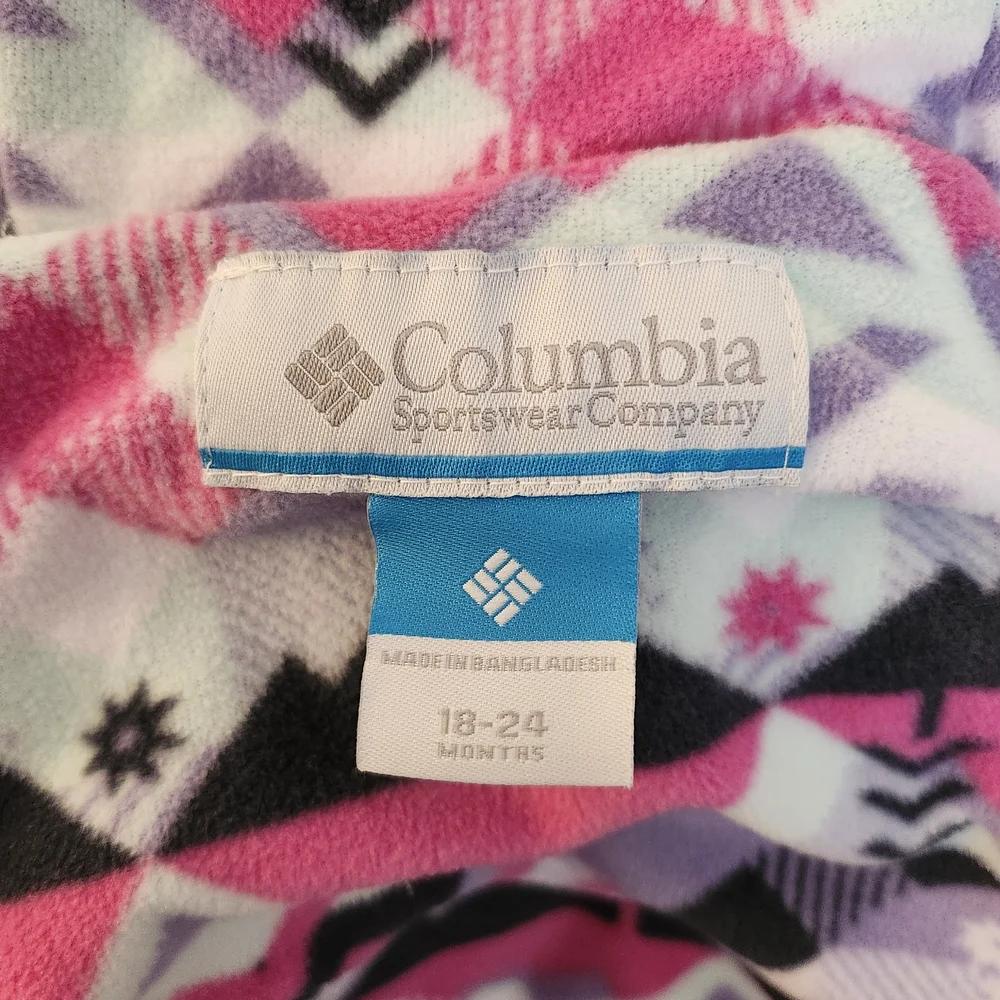 Columbia
Sportswear Company
MADE IN BANGLADESH
18-24
MONTHS